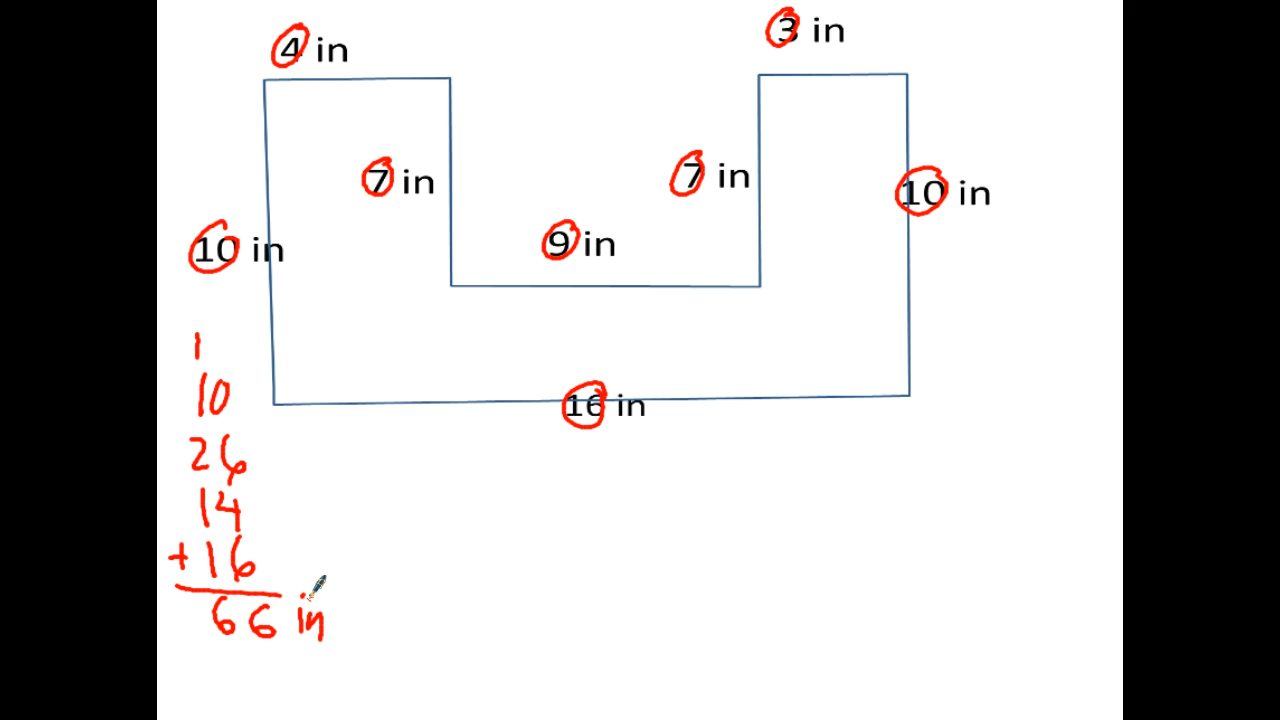 4 in
3 in
7 in
7 in
10 in
9 in
10 in
16 in
1
10
26
14
+ 16
66 in